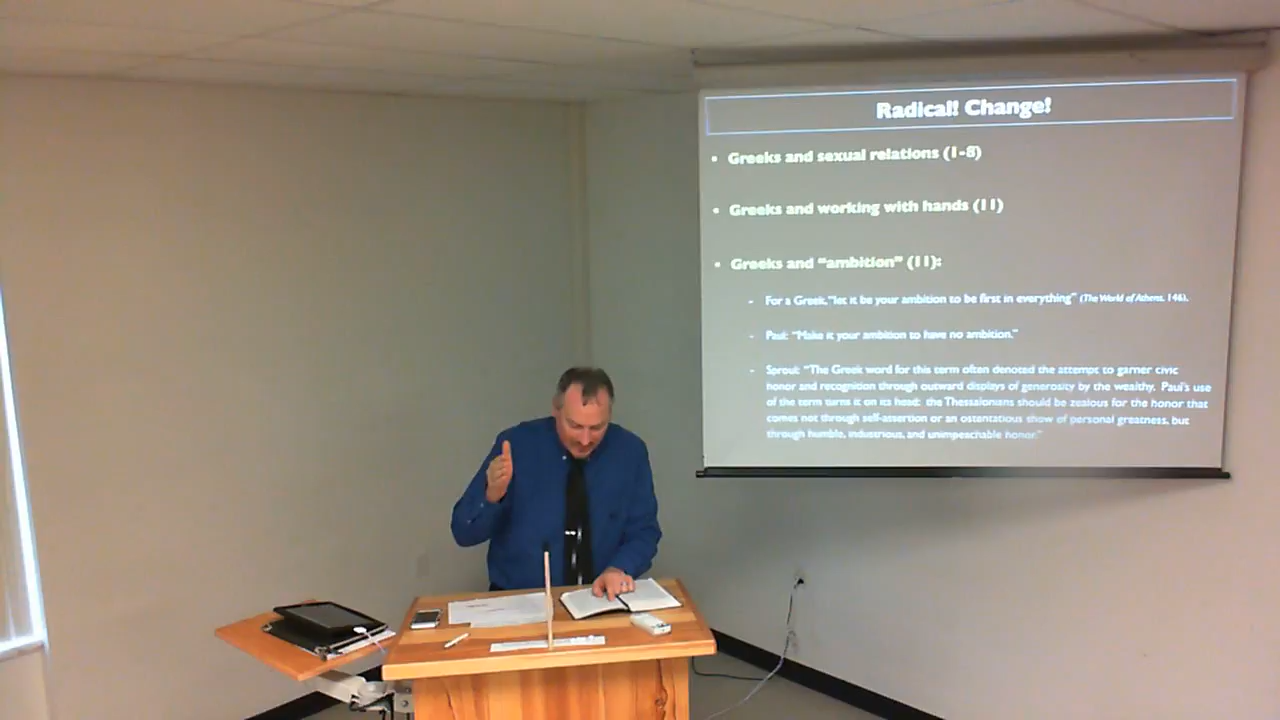 Radical! Change!
• Greeks and sexual relations (1-8)
• Greeks and working with hands (11)
• Greeks and “ambition” (11):
- For a Greek, “let it be your ambition to be first in everything” (The World of Athens, 146).
- Paul: “Make it your ambition to have no ambition.”
- Sproul: “The Greek word for this term often denoted the attempt to garner civic
honor and recognition through outward displays of generosity by the wealthy. Paul's use
of the term turns it on its head: the Thessalonians should be zealous for the honor that
comes not through self-assertion or an ostentatious show of personal greatness, but
through humble, industrious, and unimpeachable honor.”